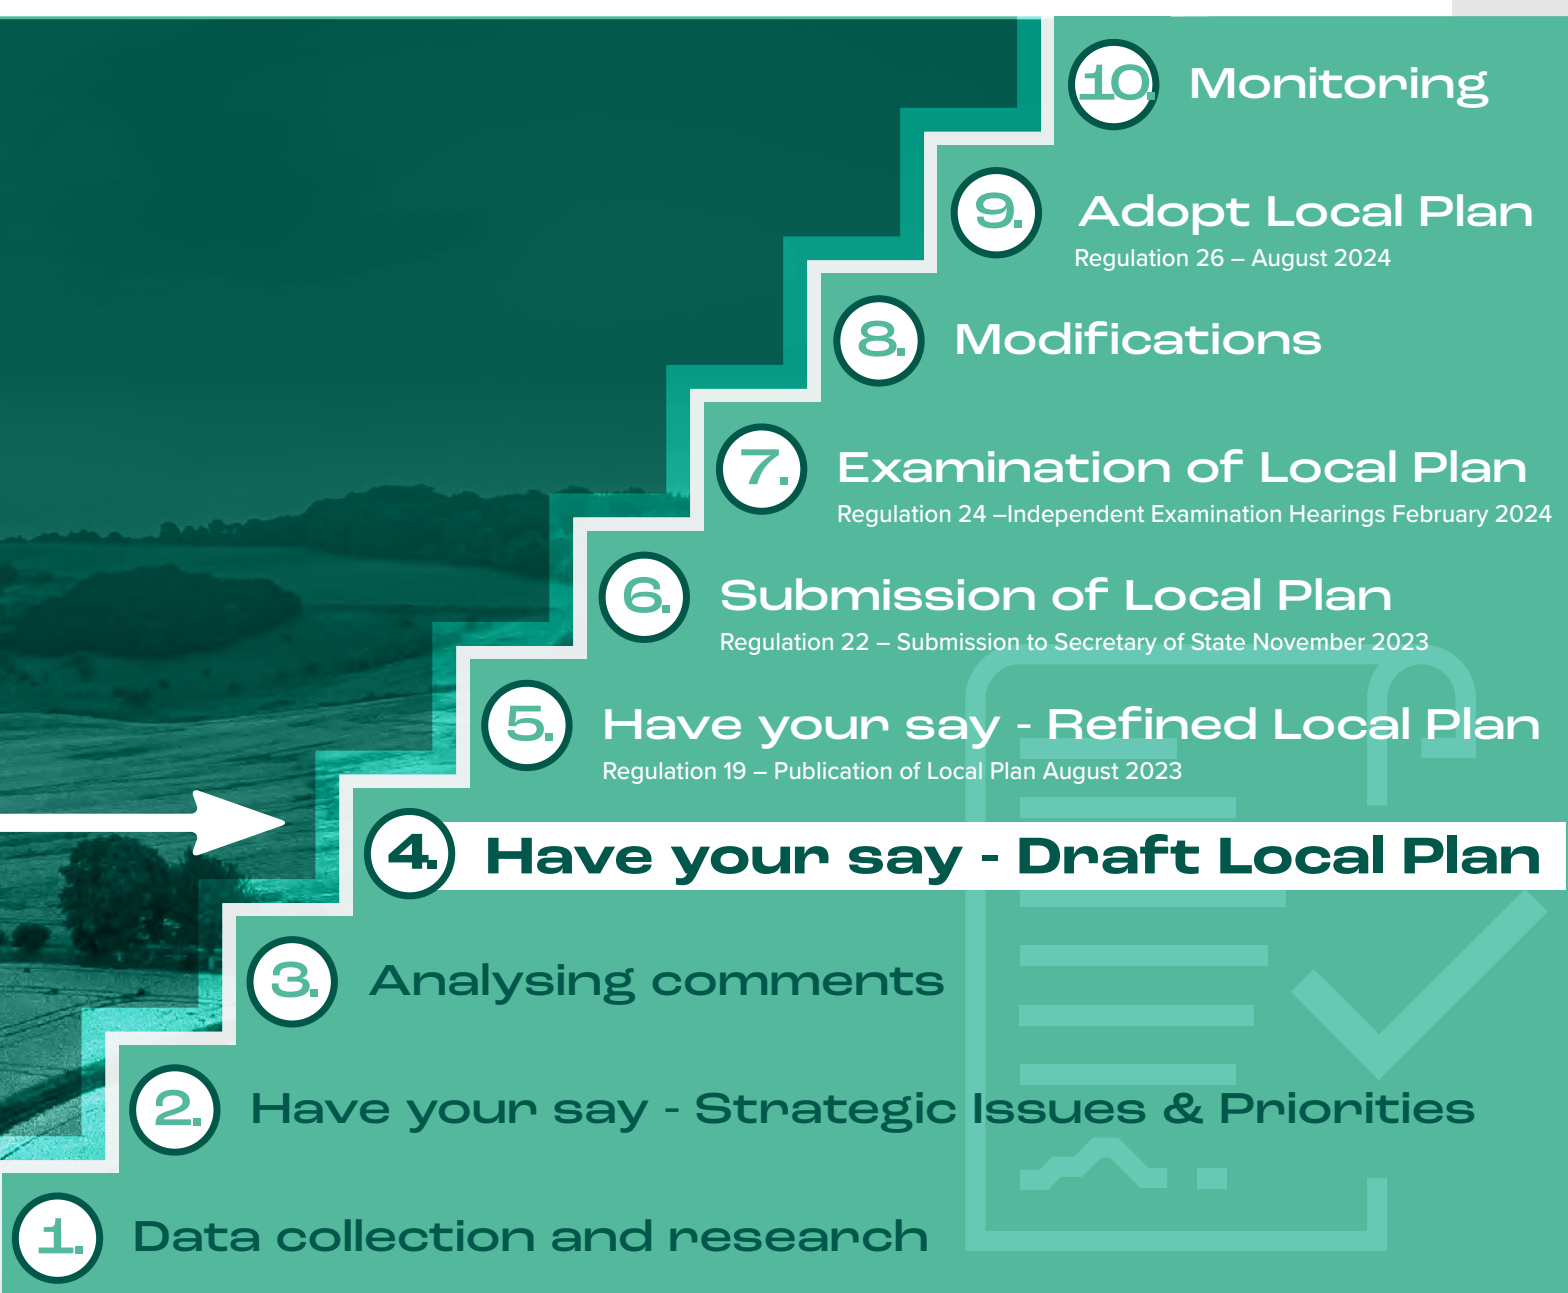 10. Monitoring
9. Adopt Local Plan
Regulation 26 – August 2024
8. Modifications
7. Examination of Local Plan
Regulation 24 –Independent Examination Hearings February 2024
6. Submission of Local Plan
Regulation 22 – Submission to Secretary of State November 2023
5. Have your say - Refined Local Plan
Regulation 19 – Publication of Local Plan August 2023
4. Have your say - Draft Local Plan
3. Analysing comments
2. Have your say - Strategic Issues & Priorities
1. Data collection and research